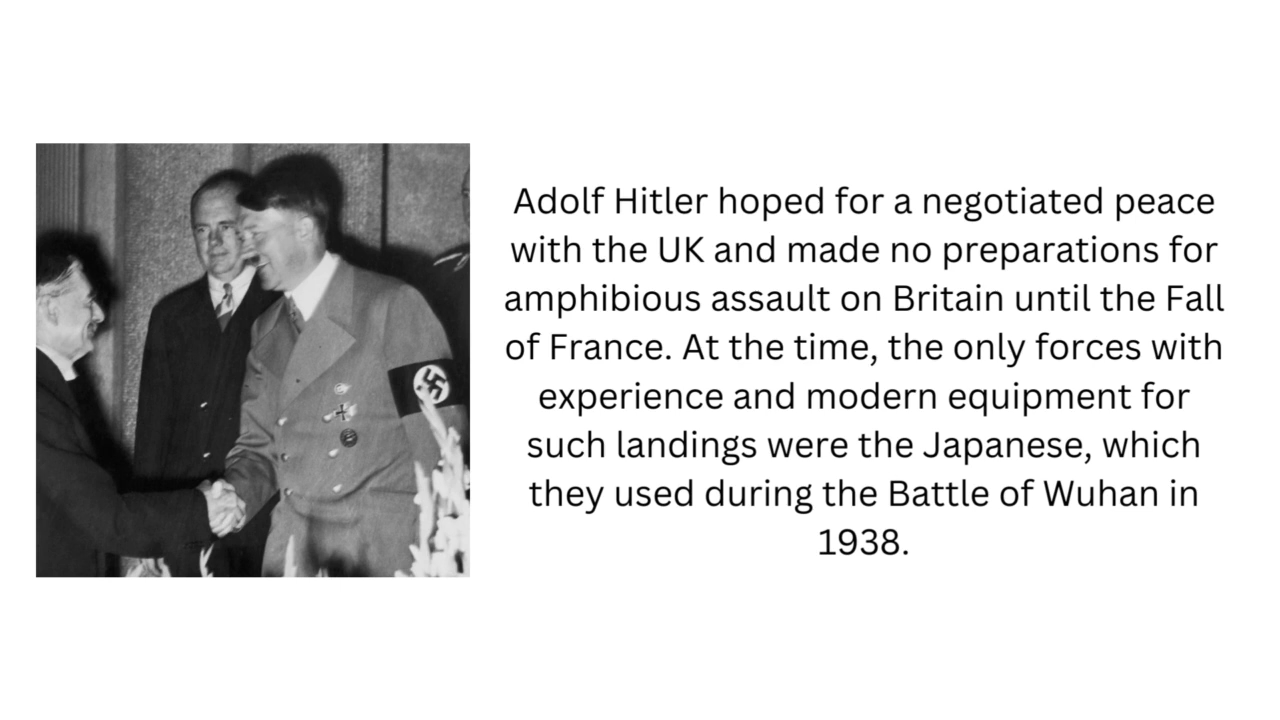 Adolf Hitler hoped for a negotiated peace
with the UK and made no preparations for
amphibious assault on Britain until the Fall
of France. At the time, the only forces with
experience and modern equipment for
such landings were the Japanese, which
they used during the Battle of Wuhan in
1938.